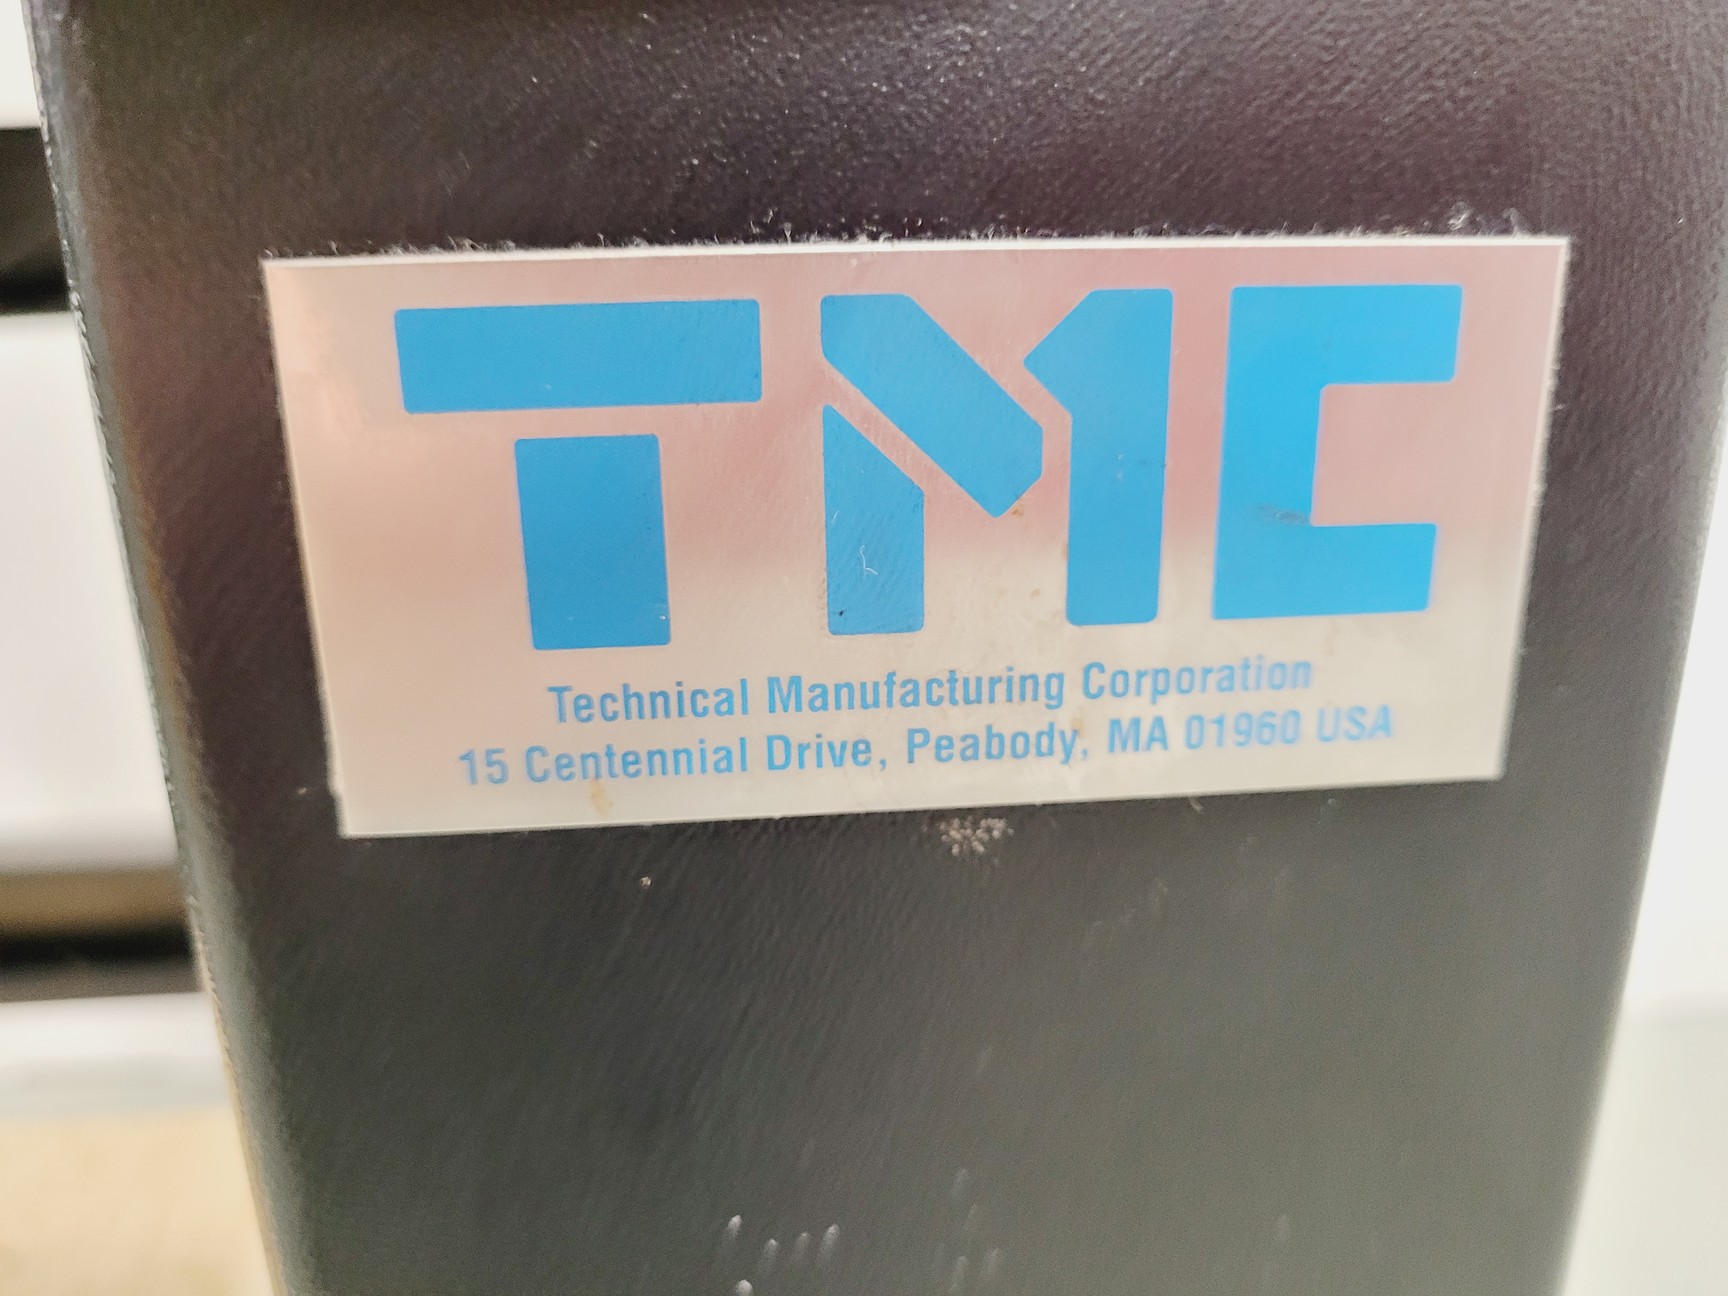 TMC
Technical Manufacturing Corporation
15 Centennial Drive, Peabody, MA 01960 USA